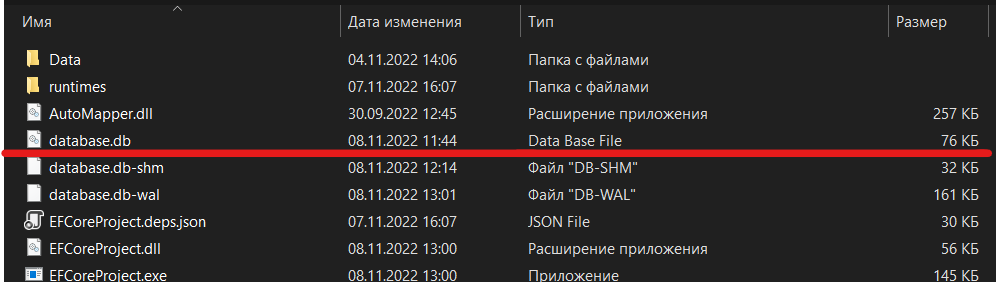 Имя Дата изменения Тип Размер
Data 04.11.2022 14:06 Папка с файлами
runtimes 07.11.2022 16:07 Папка с файлами
AutoMapper.dll 30.09.2022 12:45 Расширение приложения 257 КБ
database.db 08.11.2022 11:44 Data Base File 76 КБ
database.db-shm 08.11.2022 12:14 Файл "DB-SHM" 32 КБ
database.db-wal 08.11.2022 13:01 Файл "DB-WAL" 161 КБ
EFCoreProject.deps.json 07.11.2022 16:07 JSON File 30 КБ
EFCoreProject.dll 08.11.2022 13:00 Расширение приложения 56 КБ
EFCoreProject.exe 08.11.2022 13:00 Приложение 145 КБ